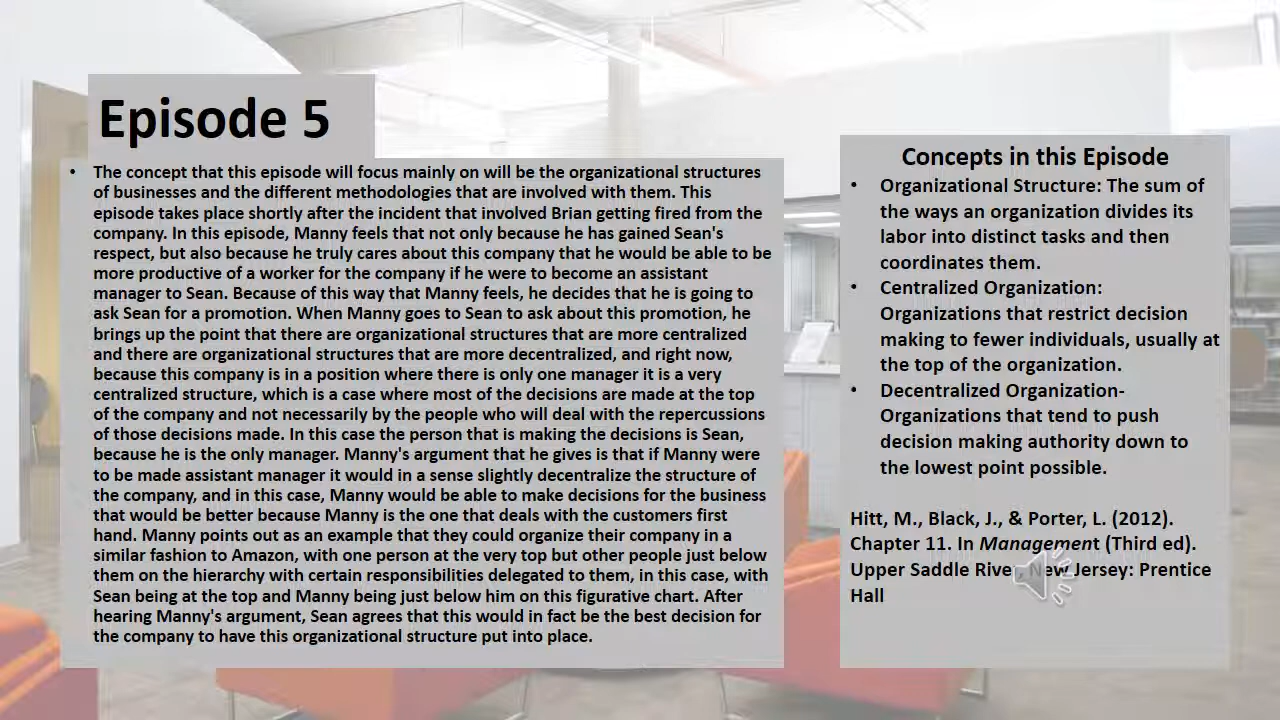 Episode 5
• The concept that this episode will focus mainly on will be the organizational structures
of businesses and the different methodologies that are involved with them. This
episode takes place shortly after the incident that involved Brian getting fired from the
company. In this episode, Manny feels that not only because he has gained Sean's
respect, but also because he truly cares about this company that he would be able to be
more productive of a worker for the company if he were to become an assistant
manager to Sean. Because of this way that Manny feels, he decides that he is going to
ask Sean for a promotion. When Manny goes to Sean to ask about this promotion, he
brings up the point that there are organizational structures that are more centralized
and there are organizational structures that are more decentralized, and right now,
because this company is in a position where there is only one manager it is a very
centralized structure, which is a case where most of the decisions are made at the top
of the company and not necessarily by the people who will deal with the repercussions
of those decisions made. In this case the person that is making the decisions is Sean,
because he is the only manager. Manny's argument that he gives is that if Manny were
to be made assistant manager it would in a sense slightly decentralize the structure of
the company, and in this case, Manny would be able to make decisions for the business
that would be better because Manny is the one that deals with the customers first
hand. Manny points out as an example that they could organize their company in a
similar fashion to Amazon, with one person at the very top but other people just below
them on the hierarchy with certain responsibilities delegated to them, in this case, with
Sean being at the top and Manny being just below him on this figurative chart. After
hearing Manny's argument, Sean agrees that this would in fact be the best decision for
the company to have this organizational structure put into place.
Concepts in this Episode
• Organizational Structure: The sum of
the ways an organization divides its
labor into distinct tasks and then
coordinates them.
• Centralized Organization:
Organizations that restrict decision
making to fewer individuals, usually at
the top of the organization.
• Decentralized Organization-
Organizations that tend to push
decision making authority down to
the lowest point possible.
Hitt, M., Black, J., & Porter, L. (2012).
Chapter 11. In Management (Third ed).
Upper Saddle River, New Jersey: Prentice
Hall